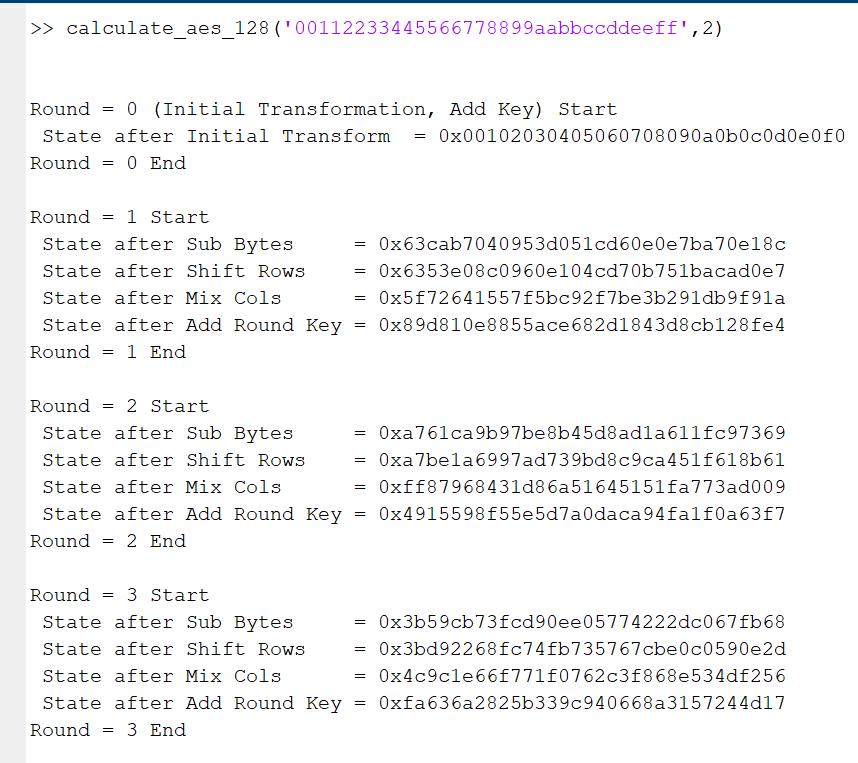 >> calculate_aes_128('00112233445566778899aabbccddeeff',2)
Round = 0 (Initial Transformation, Add Key) Start
State after Initial Transform = 0x00102030405060708090a0b0c0d0e0f0
Round = 0 End
Round = 1 Start
State after Sub Bytes = 0x63cab7040953d051cd60e0e7ba70e18c
State after Shift Rows = 0x6353e08c0960e104cd70b751bacad0e7
State after Mix Cols = 0x5f72641557f5bc92f7be3b291db9f91a
State after Add Round Key = 0x89d810e8855ace682d1843d8cb128fe4
Round = 1 End
Round = 2 Start
State after Sub Bytes = 0xa761ca9b97be8b45d8ad1a611fc97369
State after Shift Rows = 0xa7be1a6997ad739bd8c9ca451f618b61
State after Mix Cols = 0xff87968431d86a51645151fa773ad009
State after Add Round Key = 0x4915598f55e5d7a0daca94fa1f0a63f7
Round = 2 End
Round = 3 Start
State after Sub Bytes = 0x3b59cb73fcd90ee05774222dc067fb68
State after Shift Rows = 0x3bd92268fc74fb735767cbe0c0590e2d
State after Mix Cols = 0x4c9c1e66f771f0762c3f868e534df256
State after Add Round Key = 0xfa636a2825b339c940668a3157244d17
Round = 3 End